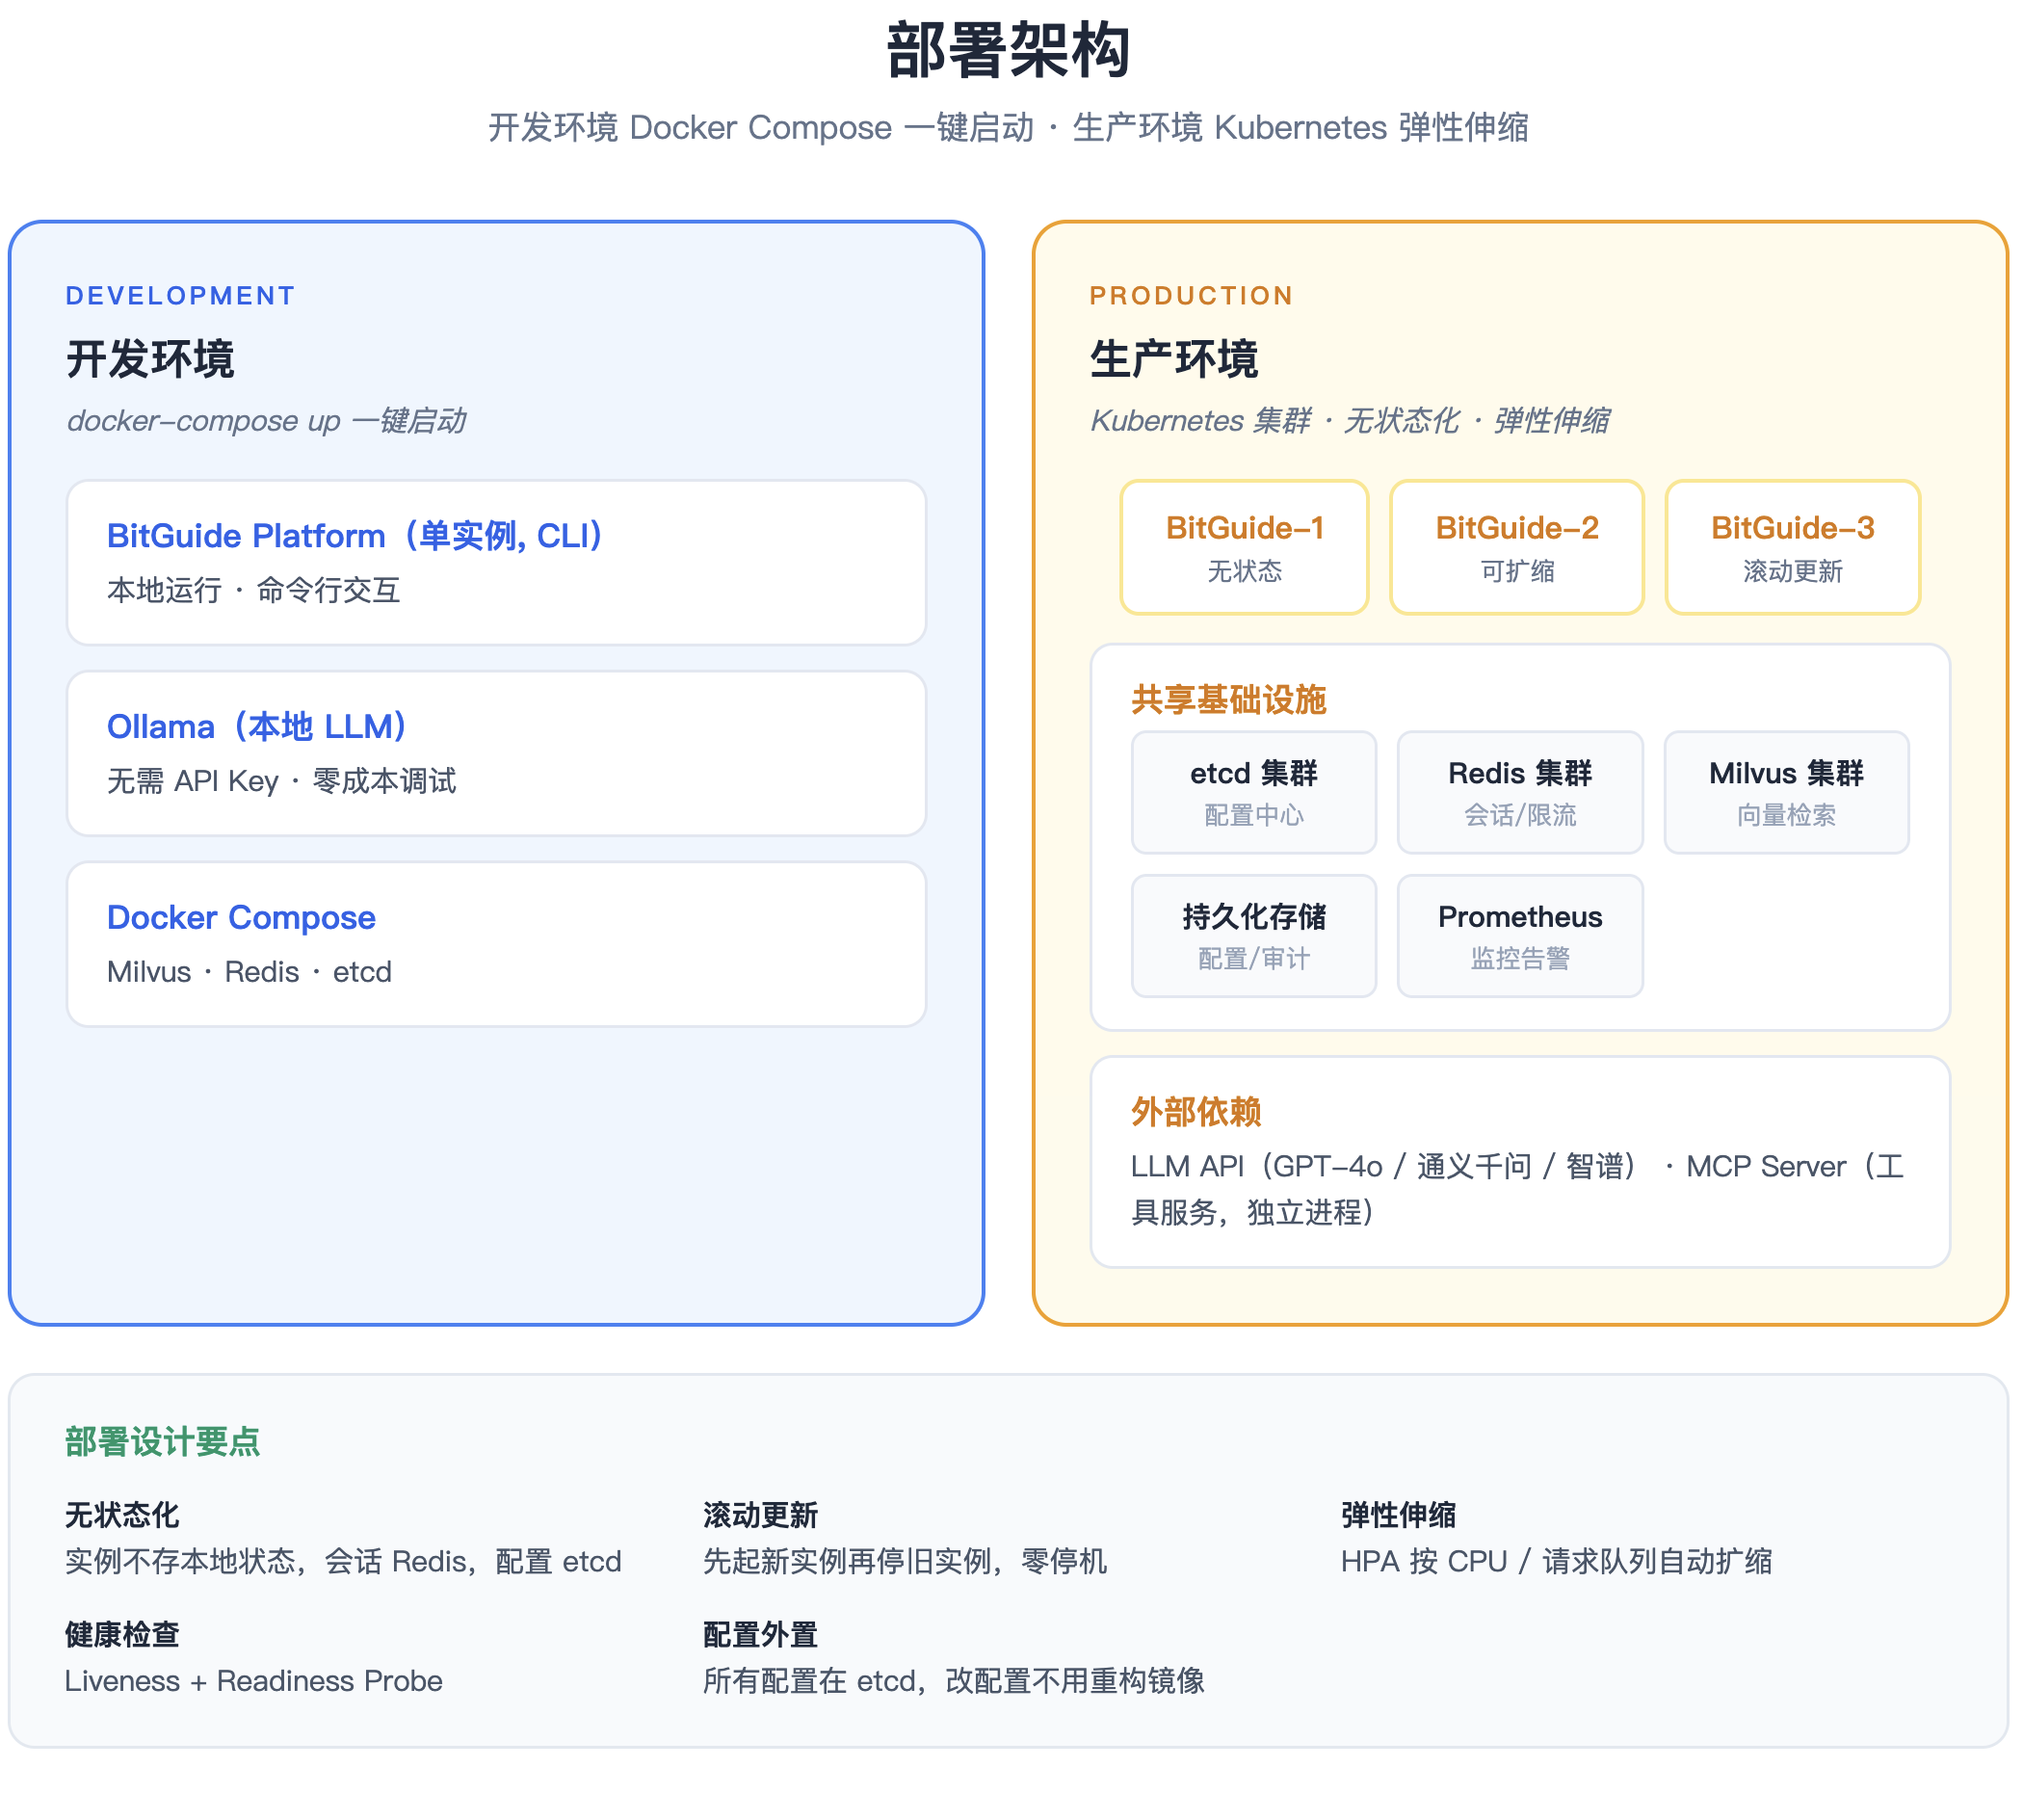 部署架构
开发环境 Docker Compose 一键启动 · 生产环境 Kubernetes 弹性伸缩
DEVELOPMENT
开发环境
docker-compose up 一键启动
BitGuide Platform（单实例, CLI）
本地运行 · 命令行交互
Ollama（本地 LLM）
无需 API Key · 零成本调试
Docker Compose
Milvus · Redis · etcd
PRODUCTION
生产环境
Kubernetes 集群 · 无状态化 · 弹性伸缩
BitGuide-1
无状态
BitGuide-2
可扩缩
BitGuide-3
滚动更新
共享基础设施
etcd 集群
配置中心
Redis 集群
会话/限流
Milvus 集群
向量检索
持久化存储
配置/审计
Prometheus
监控告警
外部依赖
LLM API（GPT-4o / 通义千问 / 智谱） · MCP Server（工
具服务，独立进程）
部署设计要点
无状态化
实例不存本地状态，会话 Redis，配置 etcd
滚动更新
先起新实例再停旧实例，零停机
弹性伸缩
HPA 按 CPU / 请求队列自动扩缩
健康检查
Liveness + Readiness Probe
配置外置
所有配置在 etcd，改配置不用重构镜像